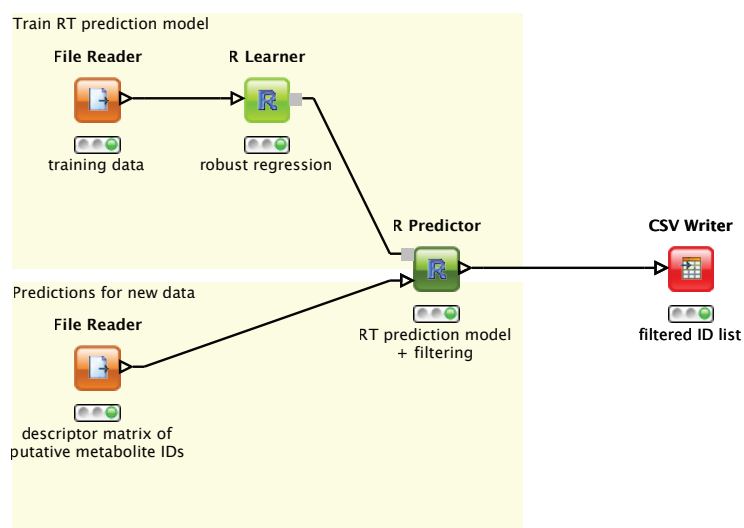 Train RT prediction model
File Reader
R Learner
training data
robust regression
R Predictor
CSV Writer
RT prediction model
+ filtering
filtered ID list
Predictions for new data
File Reader
descriptor matrix of
putative metabolite IDs